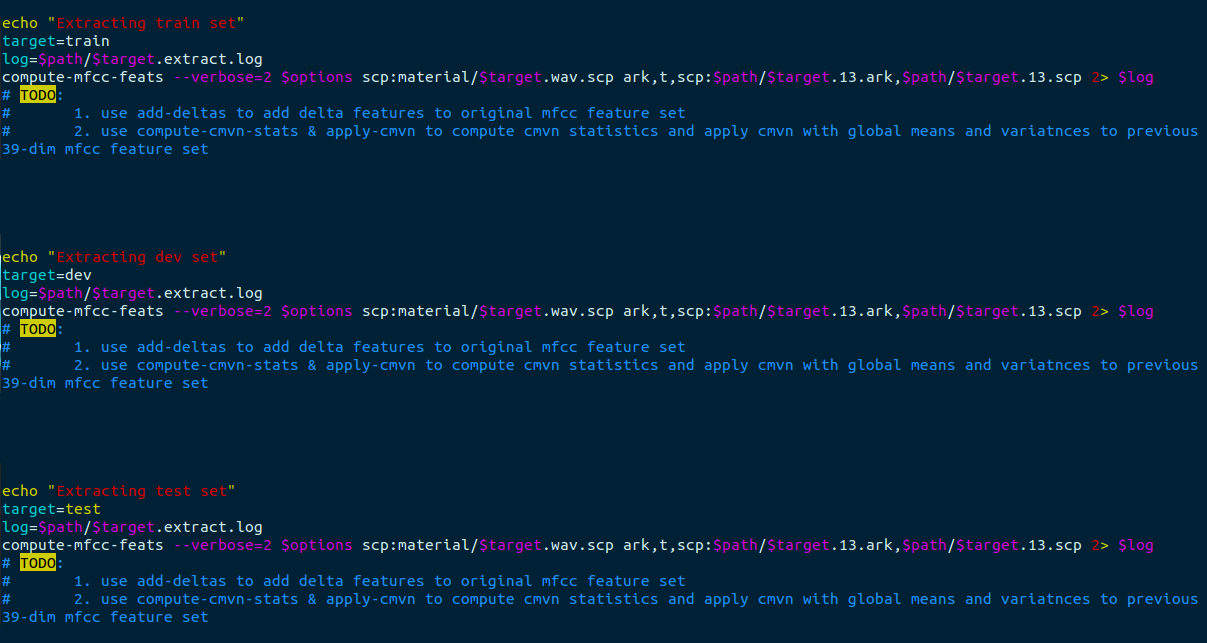 echo "Extracting train set"
target=train
log=$path/$target.extract.log
compute-mfcc-feats --verbose=2 $options scp:material/$target.wav.scp ark,t,scp:$path/$target.13.ark,$path/$target.13.scp 2> $log
# TODO:
#       1. use add-deltas to add delta features to original mfcc feature set
#       2. use compute-cmvn-stats & apply-cmvn to compute cmvn statistics and apply cmvn with global means and variatnces to previous
39-dim mfcc feature set
echo "Extracting dev set"
target=dev
log=$path/$target.extract.log
compute-mfcc-feats --verbose=2 $options scp:material/$target.wav.scp ark,t,scp:$path/$target.13.ark,$path/$target.13.scp 2> $log
# TODO:
#       1. use add-deltas to add delta features to original mfcc feature set
#       2. use compute-cmvn-stats & apply-cmvn to compute cmvn statistics and apply cmvn with global means and variatnces to previous
39-dim mfcc feature set
echo "Extracting test set"
target=test
log=$path/$target.extract.log
compute-mfcc-feats --verbose=2 $options scp:material/$target.wav.scp ark,t,scp:$path/$target.13.ark,$path/$target.13.scp 2> $log
# TODO:
#       1. use add-deltas to add delta features to original mfcc feature set
#       2. use compute-cmvn-stats & apply-cmvn to compute cmvn statistics and apply cmvn with global means and variatnces to previous
39-dim mfcc feature set